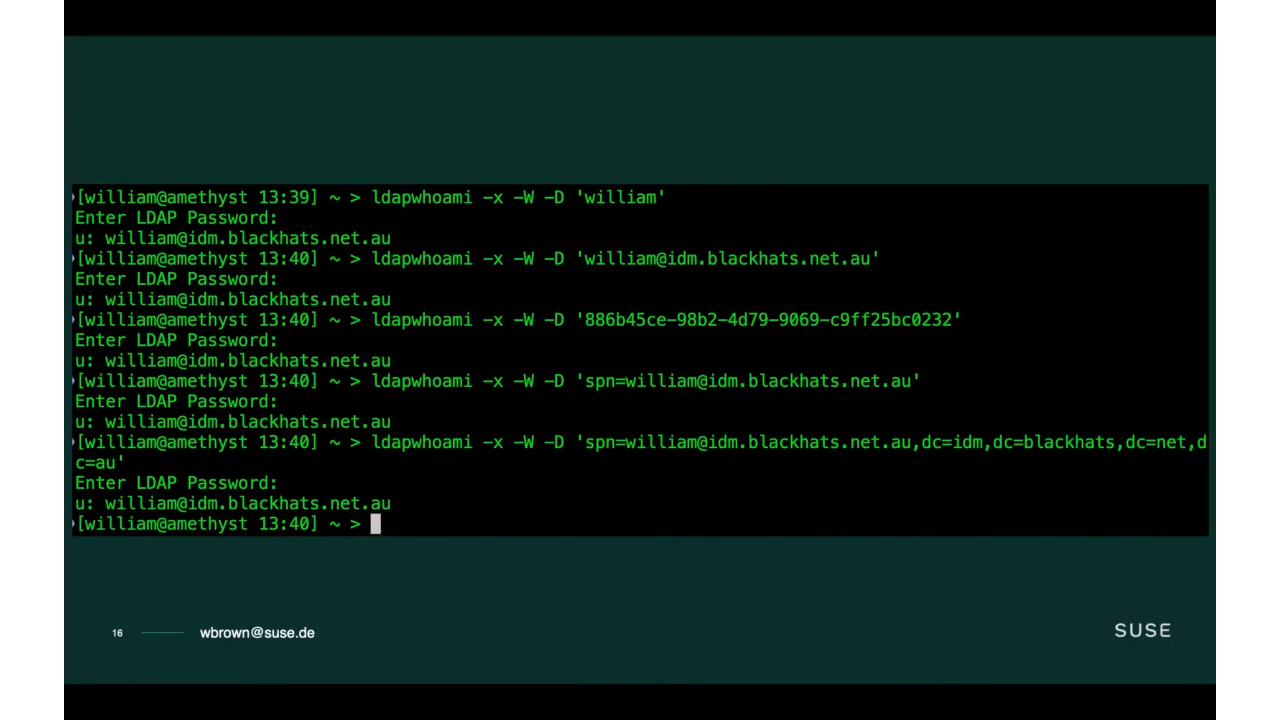 [william@amethyst 13:39] ~ > ldapwhoami -x -W -D 'william'
Enter LDAP Password:
u: william@idm.blackhats.net.au
[william@amethyst 13:40] ~ > ldapwhoami -x -W -D 'william@idm.blackhats.net.au'
Enter LDAP Password:
u: william@idm.blackhats.net.au
[william@amethyst 13:40] ~ > ldapwhoami -x -W -D '886b45ce-98b2-4d79-9069-c9ff25bc0232'
Enter LDAP Password:
u: william@idm.blackhats.net.au
[william@amethyst 13:40] ~ > ldapwhoami -x -W -D 'spn=william@idm.blackhats.net.au'
Enter LDAP Password:
u: william@idm.blackhats.net.au
[william@amethyst 13:40] ~ > ldapwhoami -x -W -D 'spn=william@idm.blackhats.net.au,dc=idm,dc=blackhats,dc=net,d
c=au'
Enter LDAP Password:
u: william@idm.blackhats.net.au
[william@amethyst 13:40] ~ >
16 wbrown@suse.de
SUSE